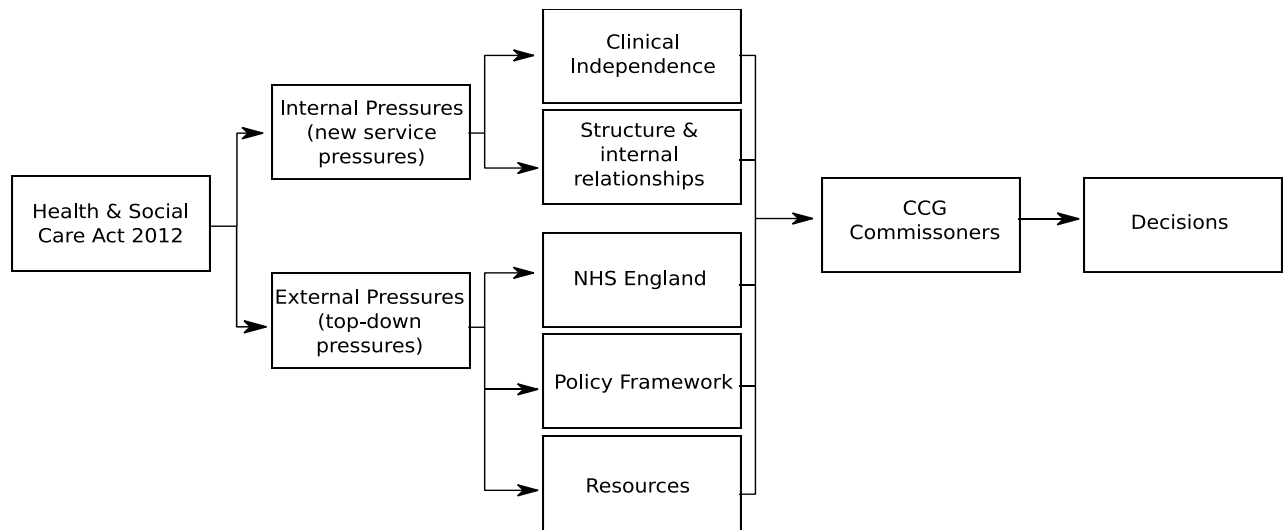 Health & Social
Care Act 2012
Internal Pressures
(new service
pressures)
External Pressures
(top-down
pressures)
Clinical
Independence
Structure &
internal
relationships
NHS England
Policy Framework
Resources
CCG
Commissoners
Decisions